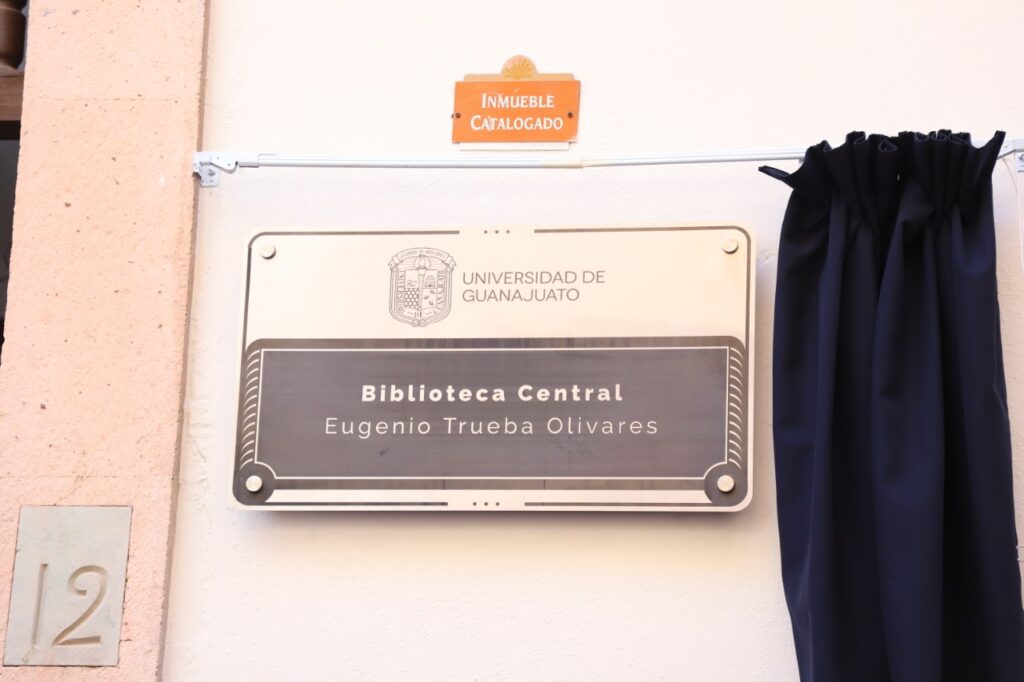 INMUEBLE
CATALOGADO
UNIVERSIDAD DE
GUANAJUATO
Biblioteca Central
Eugenio Trueba Olivares
12